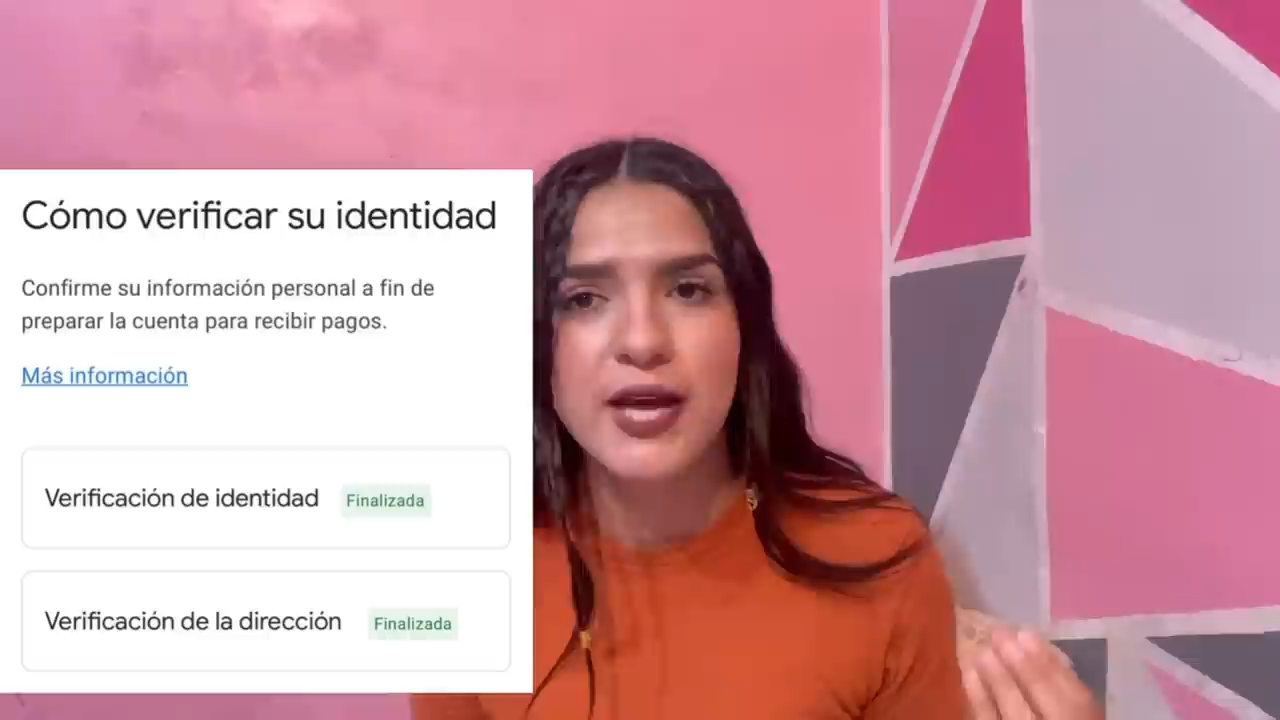 Cómo verificar su identidad
Confirme su información personal a fin de
preparar la cuenta para recibir pagos.
Más información
Verificación de identidad Finalizada
Verificación de la dirección Finalizada